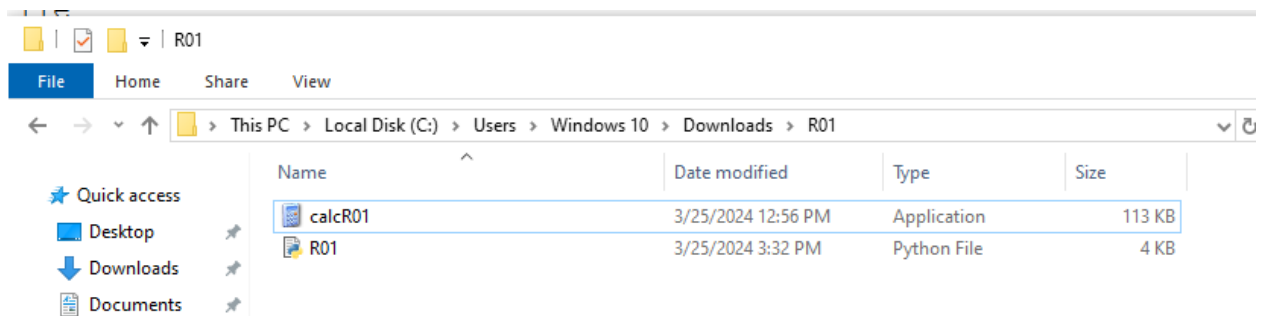 R01
File Home Share View
This PC > Local Disk (C:) > Users > Windows 10 > Downloads > R01
Name Date modified Type Size
Quick access
calcR01 3/25/2024 12:56 PM Application 113 KB
Desktop
R01 3/25/2024 3:32 PM Python File 4 KB
Downloads
Documents